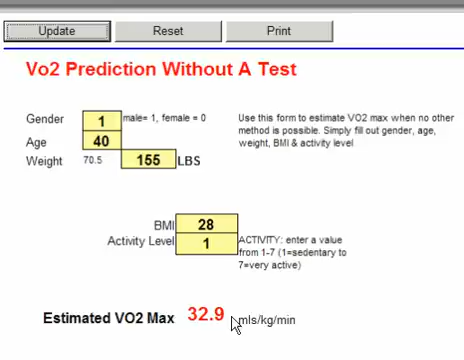 Update Reset Print
Vo2 Prediction Without A Test
Gender 1 male= 1, female = 0
Age 40
Weight 70.5 155 LBS
Use this form to estimate VO2 max when no other
method is possible. Simply fill out gender, age,
weight, BMI & activity level
BMI 28
Activity Level 1 ACTIVITY: enter a value
from 1-7 (1=sedentary to
7=very active)
Estimated VO2 Max 32.9 mls/kg/min